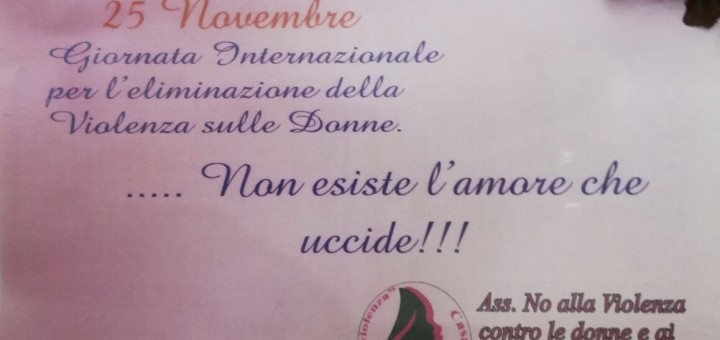 25 Novembre
Giornata Internazionale
per l'eliminazione della
Violenza sulle Donne.
..... Non esiste l'amore che
uccide!!!
Ass. No alla Violenza
contro le donne e ai